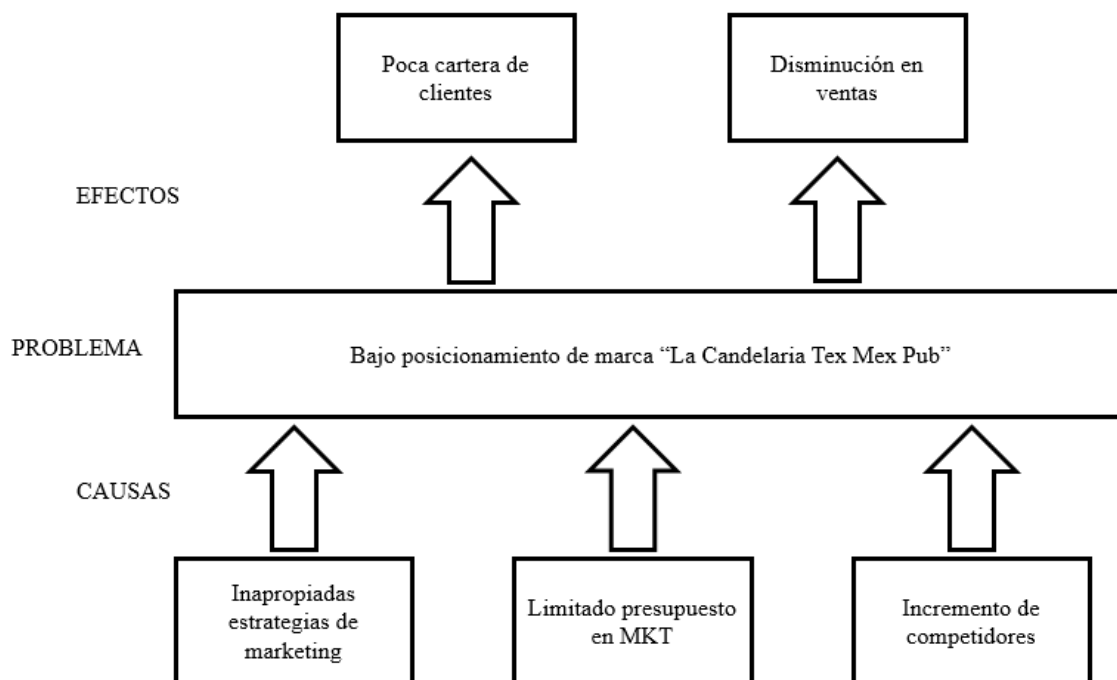 Poca cartera de
clientes
Disminución en
ventas
EFECTOS
PROBLEMA
Bajo posicionamiento de marca “La Candelaria Tex Mex Pub”
CAUSAS
Inapropiadas
estrategias de
marketing
Limitado presupuesto
en MKT
Incremento de
competidores